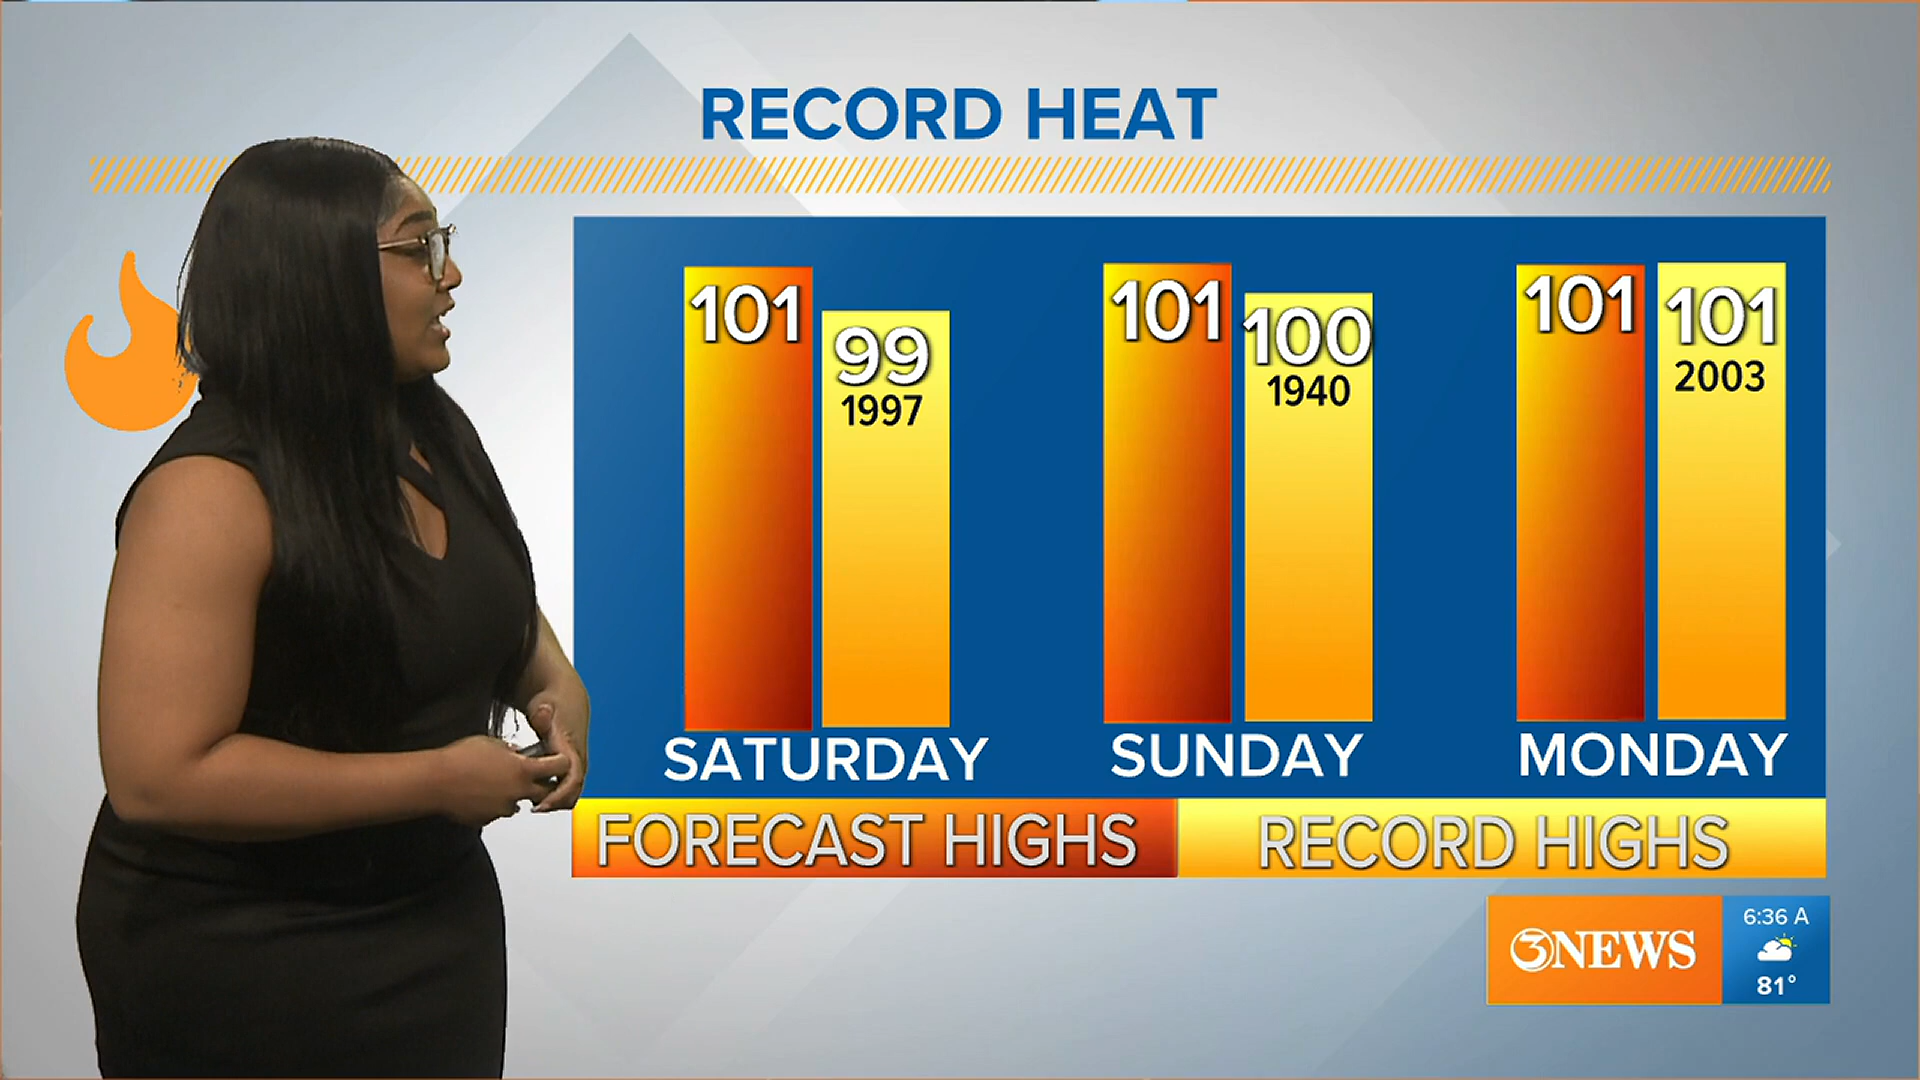 RECORD HEAT
101
99
1997
101
100
1940
101
101
2003
SATURDAY
SUNDAY
MONDAY
FORECAST HIGHS
RECORD HIGHS
3NEWS
6:36 A
81°